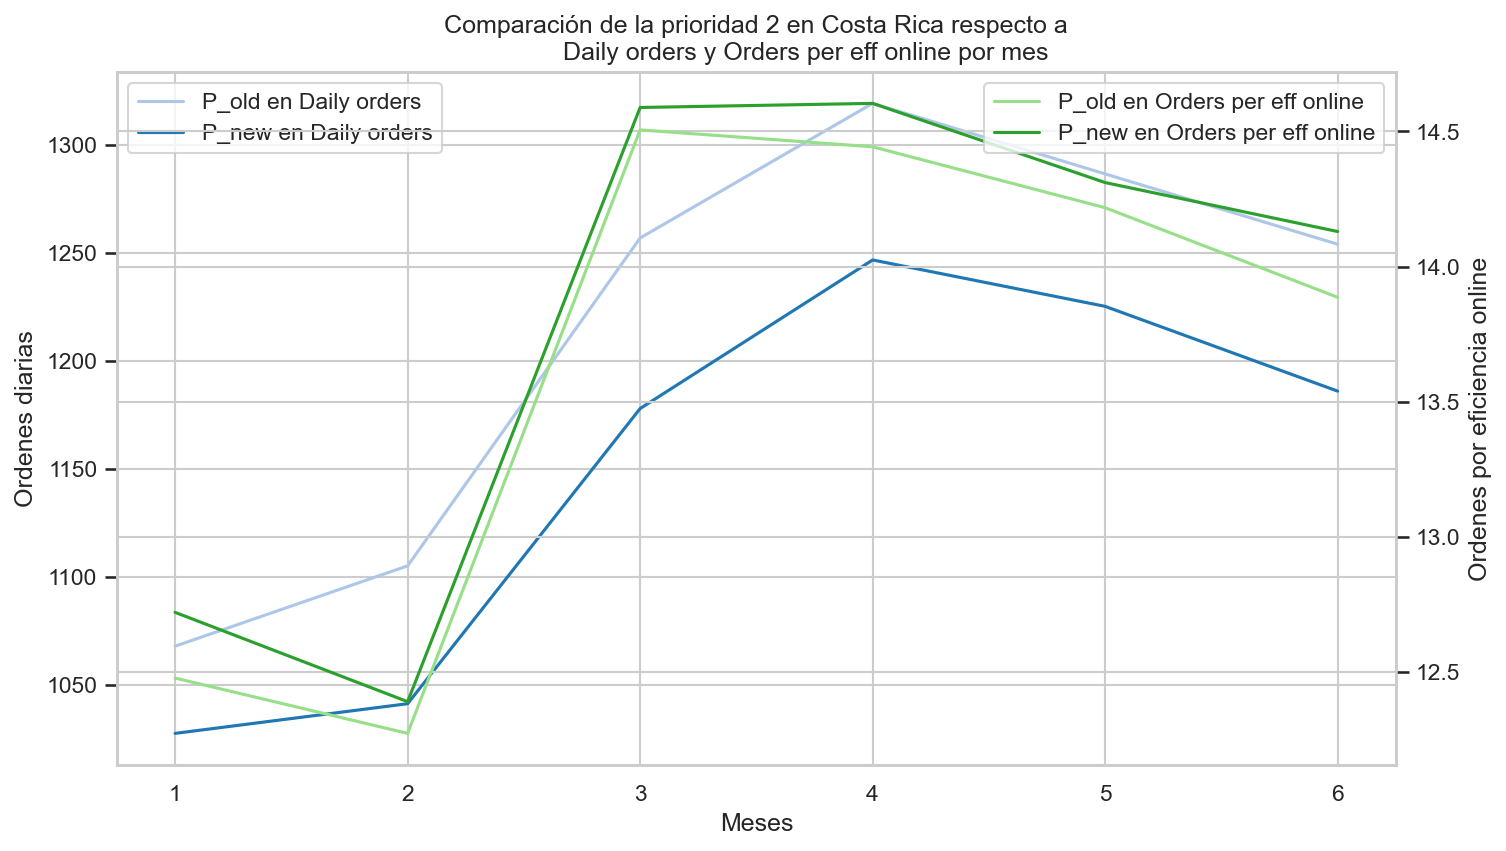 Comparación de la prioridad 2 en Costa Rica respecto a
Daily orders y Orders per eff online por mes
P_old en Daily orders
P_new en Daily orders
P_old en Orders per eff online
P_new en Orders per eff online
1300
1250
1200
1150
1100
1050
Ordenes diarias
14.5
14.0
13.5
13.0
12.5
Ordenes por eficiencia online
1 2 3 4 5 6
Meses